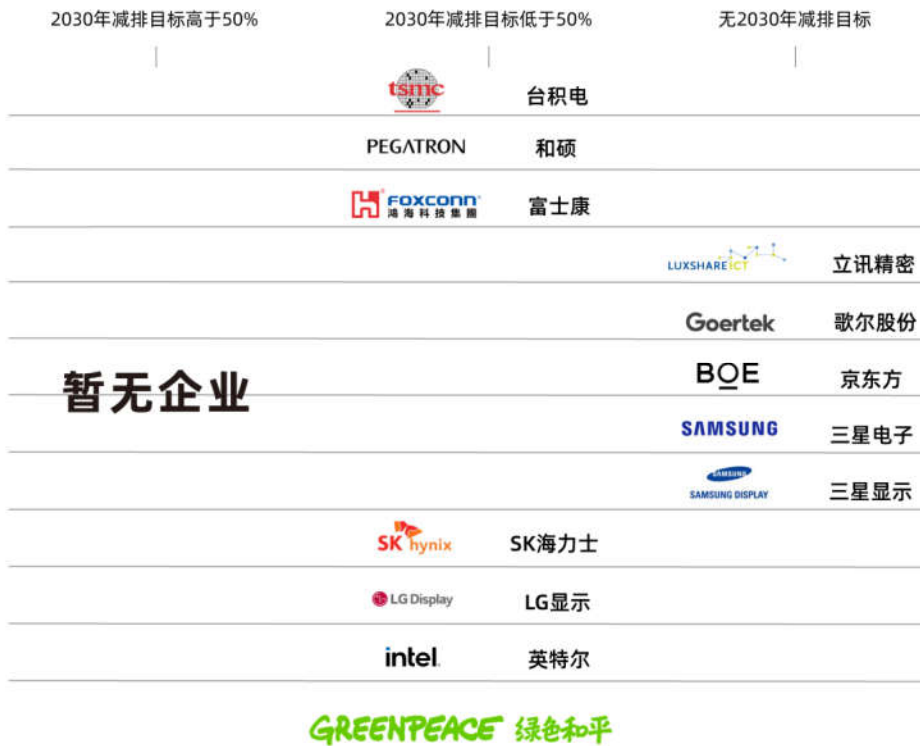 2030年减排目标高于50% 2030年减排目标低于50% 无2030年减排目标
tsmc 台积电
PEGATRON 和硕
FOXCONN 富士康
鸿海科技集團
LUXSHARE ICT 立讯精密
Goertek 歌尔股份
暂无企业
BOE 京东方
SAMSUNG 三星电子
SAMSUNG
SAMSUNG DISPLAY 三星显示
SK hynix SK海力士
LG Display LG显示
intel. 英特尔
GREENPEACE 绿色和平